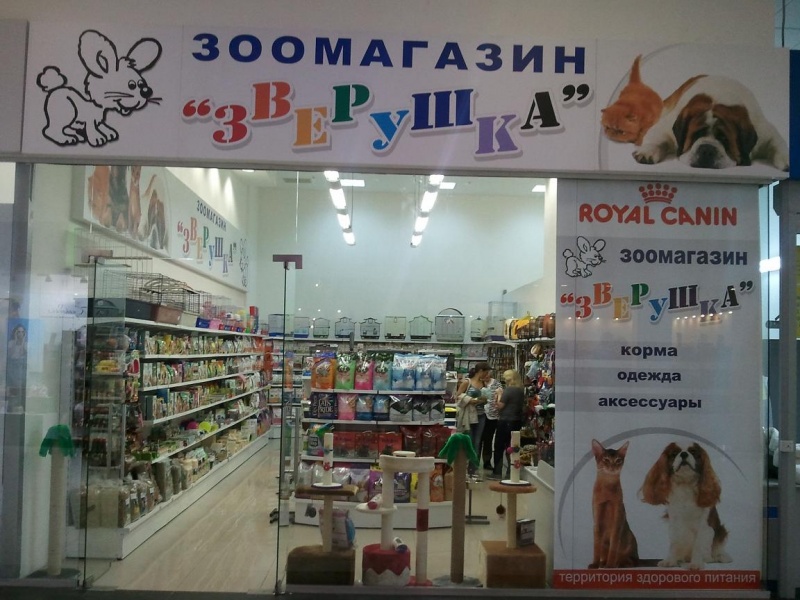 ЗООМАГАЗИН
“ЗВЕРУШКА”
ЗООМАГАЗИН
“ЗВЕРУШКА”
ROYAL CANIN
зоомагазин
“ЗВЕРУШКА”
корма
одежда
аксессуары
территория здорового питания